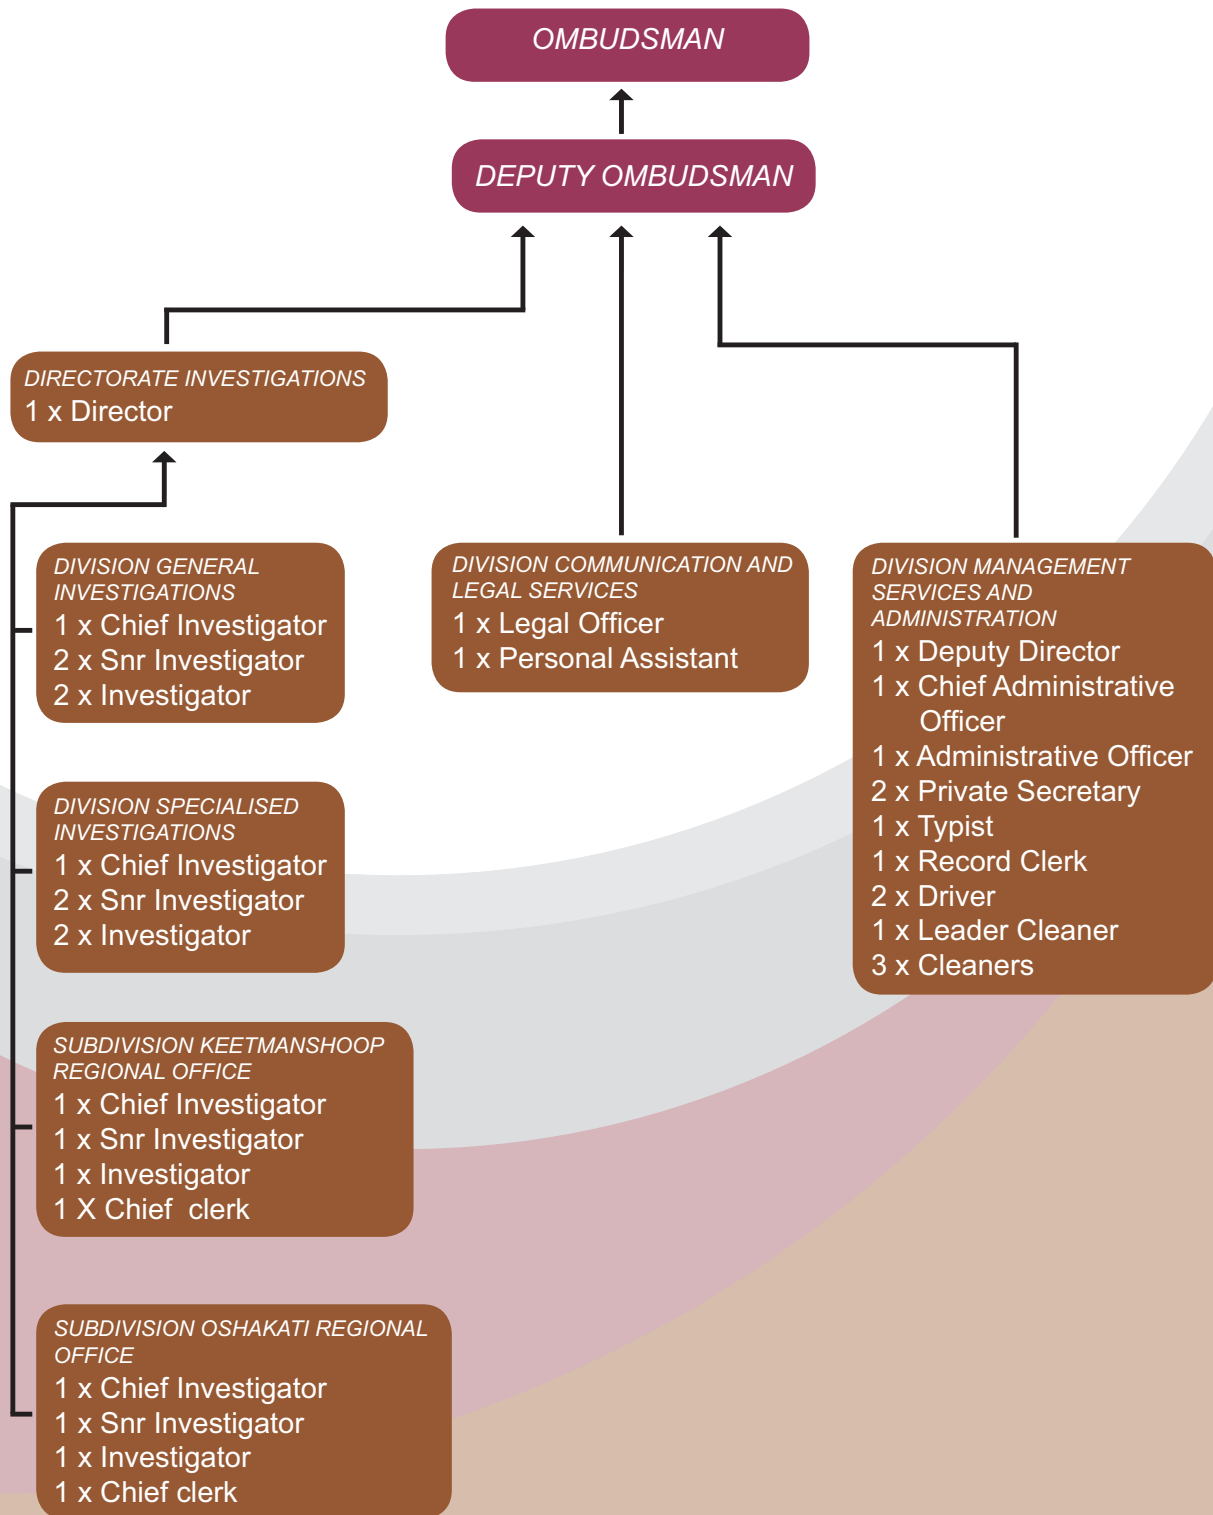 OMBUDSMAN
DEPUTY OMBUDSMAN
DIRECTORATE INVESTIGATIONS
1 x Director
DIVISION GENERAL
INVESTIGATIONS
1 x Chief Investigator
2 x Snr Investigator
2 x Investigator
DIVISION COMMUNICATION AND
LEGAL SERVICES
1 x Legal Officer
1 x Personal Assistant
DIVISION MANAGEMENT
SERVICES AND
ADMINISTRATION
1 x Deputy Director
1 x Chief Administrative
Officer
1 x Administrative Officer
2 x Private Secretary
1 x Typist
1 x Record Clerk
2 x Driver
1 x Leader Cleaner
3 x Cleaners
DIVISION SPECIALISED
INVESTIGATIONS
1 x Chief Investigator
2 x Snr Investigator
2 x Investigator
SUBDIVISION KEETMANSHOOP
REGIONAL OFFICE
1 x Chief Investigator
1 x Snr Investigator
1 x Investigator
1 X Chief  clerk
SUBDIVISION OSHAKATI REGIONAL
OFFICE
1 x Chief Investigator
1 x Snr Investigator
1 x Investigator
1 x Chief clerk